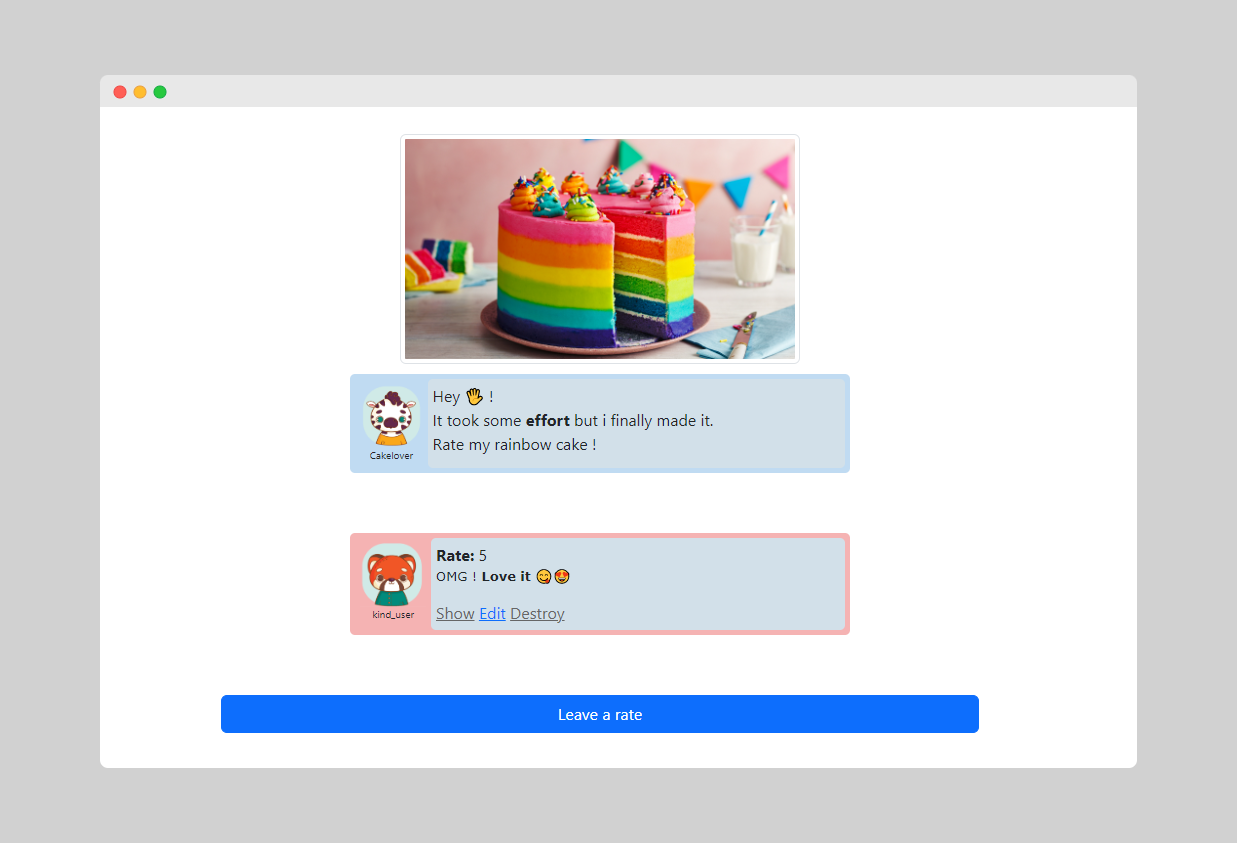 Hey 🖐 !
It took some effort but i finally made it.
Rate my rainbow cake !
Cakelover
Rate: 5
OMG ! Love it 😋😍
kind_user
Show Edit Destroy
Leave a rate